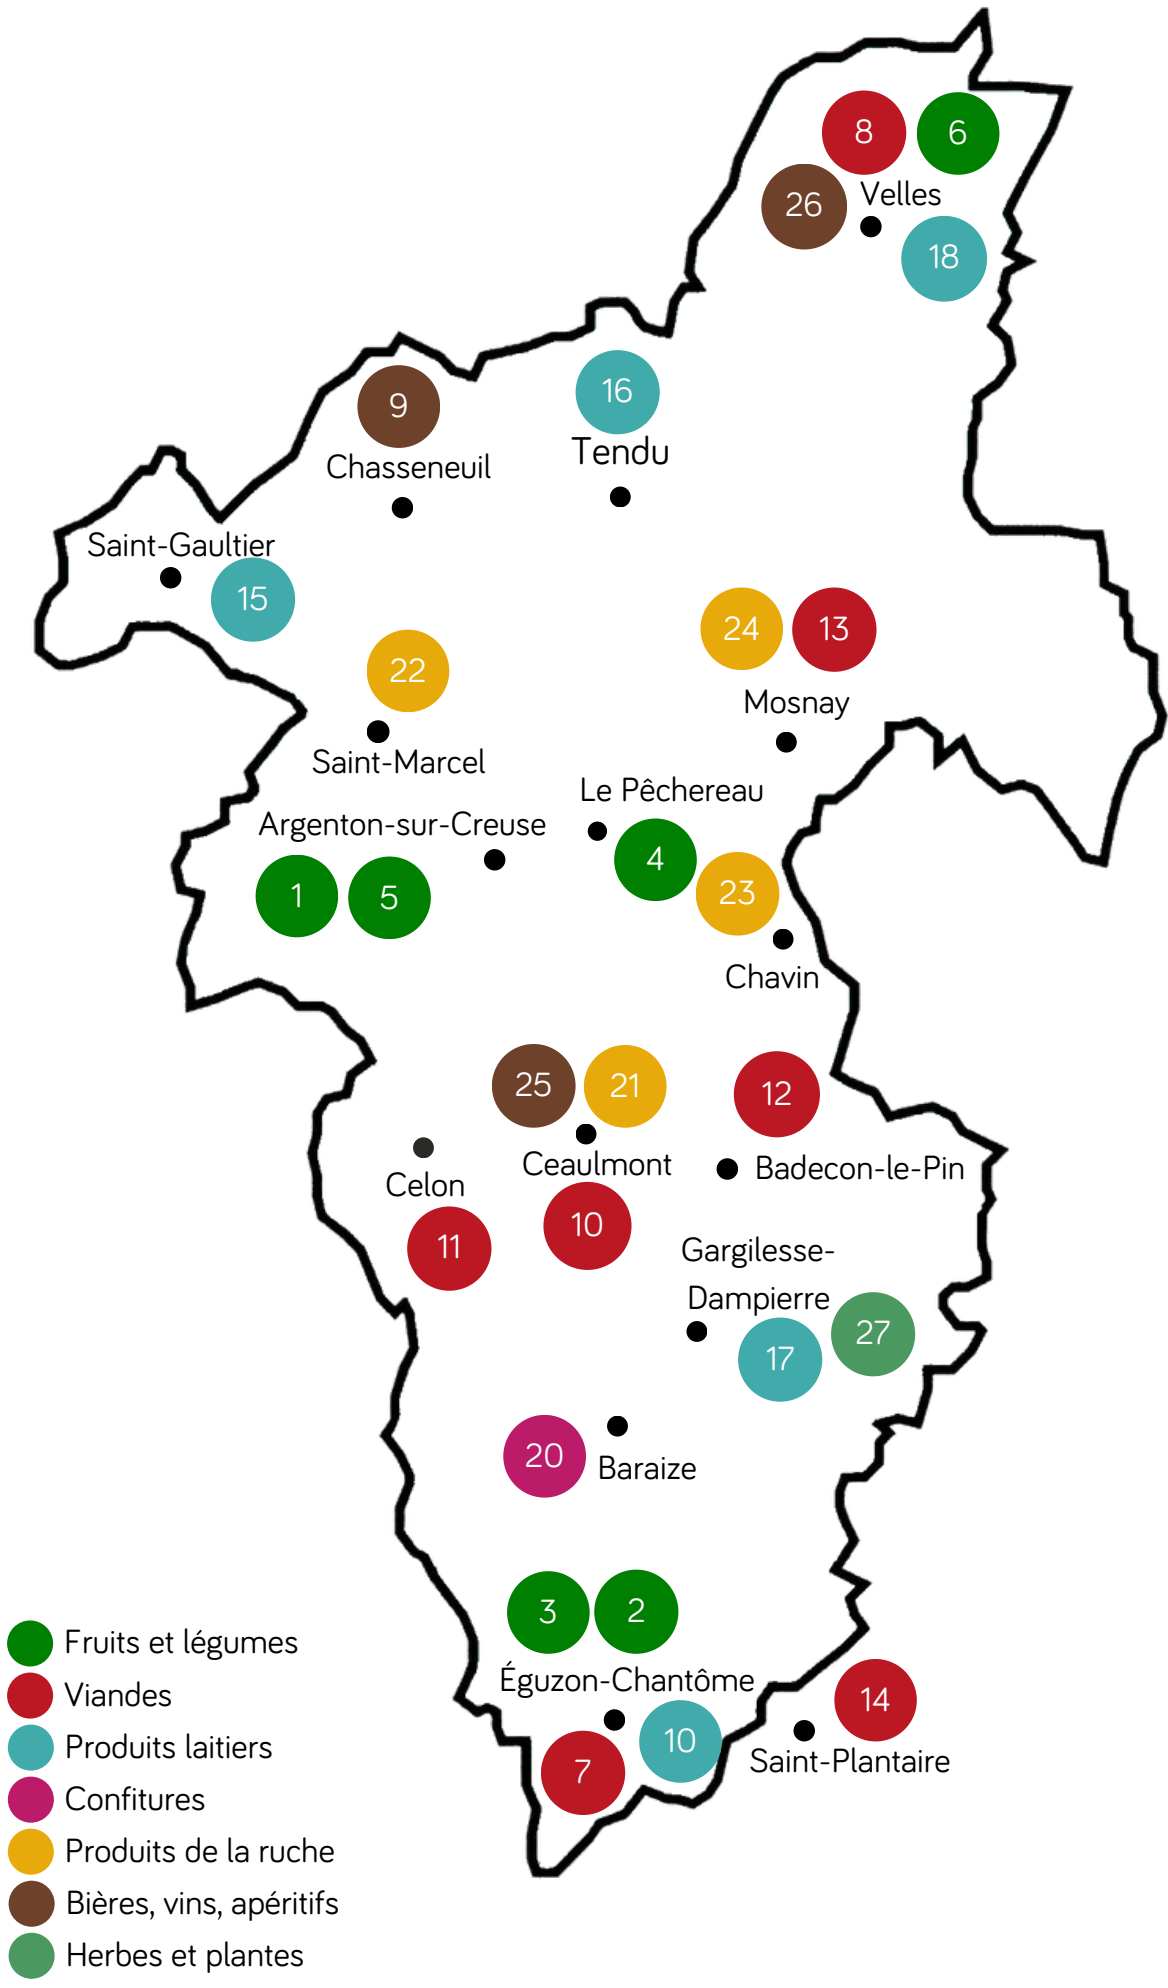 8
6
26
Velles
18
16
9
Tendu
Chasseneuil
Saint-Gaultier
15
24
13
22
Mosnay
Saint-Marcel
Le Pêchereau
Argenton-sur-Creuse
4
1
5
23
Chavin
25
21
12
Ceaulmont
Badecon-le-Pin
Celon
10
11
Gargilesse-
Dampierre
27
17
20
Baraize
3
2
Éguzon-Chantôme
14
10
7
Saint-Plantaire
Fruits et légumes
Viandes
Produits laitiers
Confitures
Produits de la ruche
Bières, vins, apéritifs
Herbes et plantes